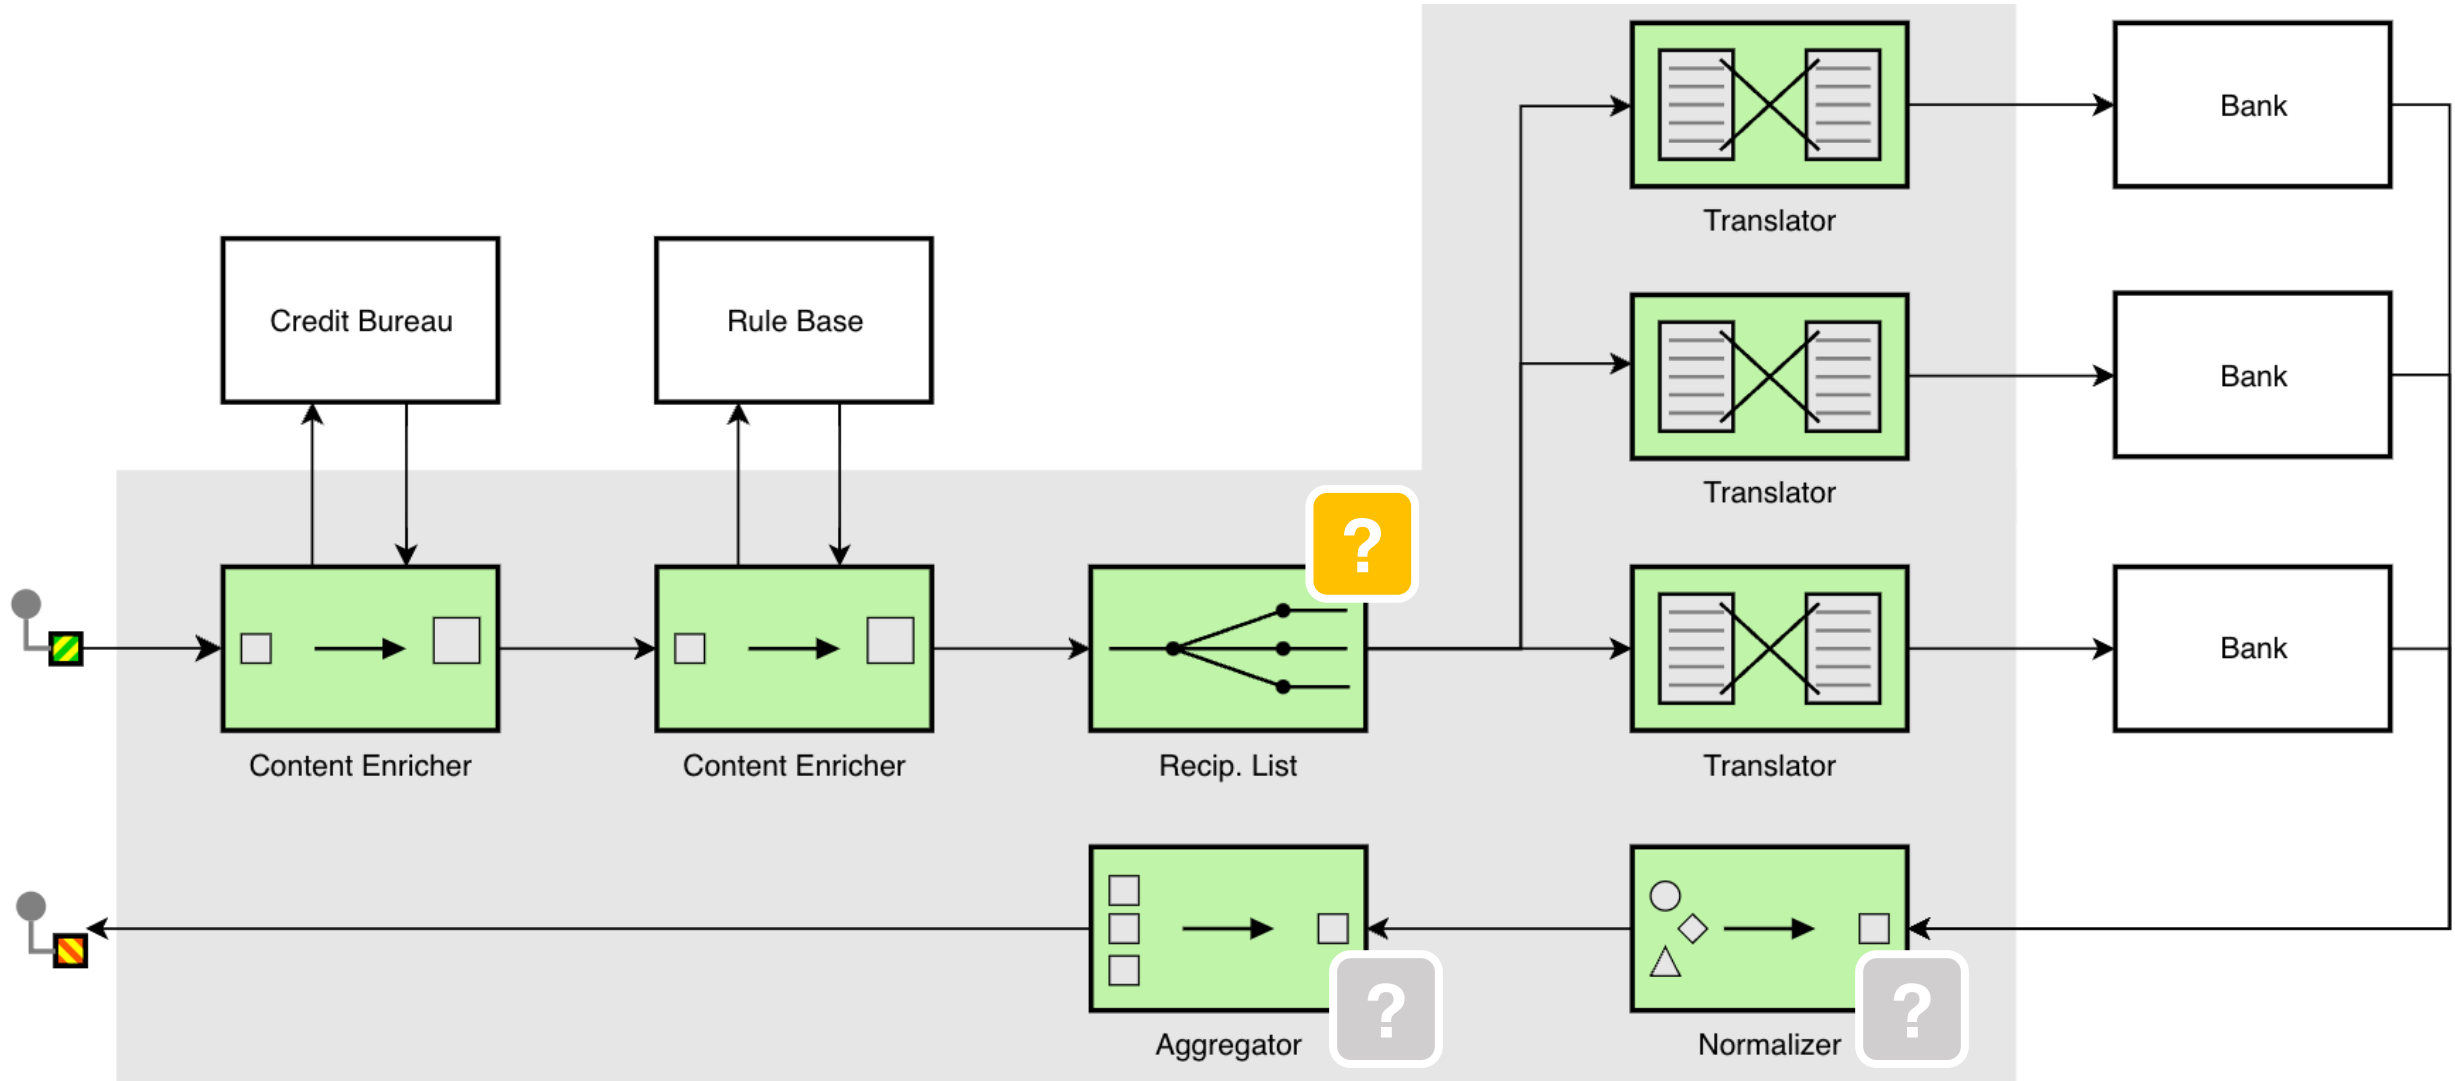 Bank
Translator
Credit Bureau
Rule Base
Bank
Translator
?
Bank
Content Enricher
Content Enricher
Recip. List
Translator
?
?
Aggregator
Normalizer